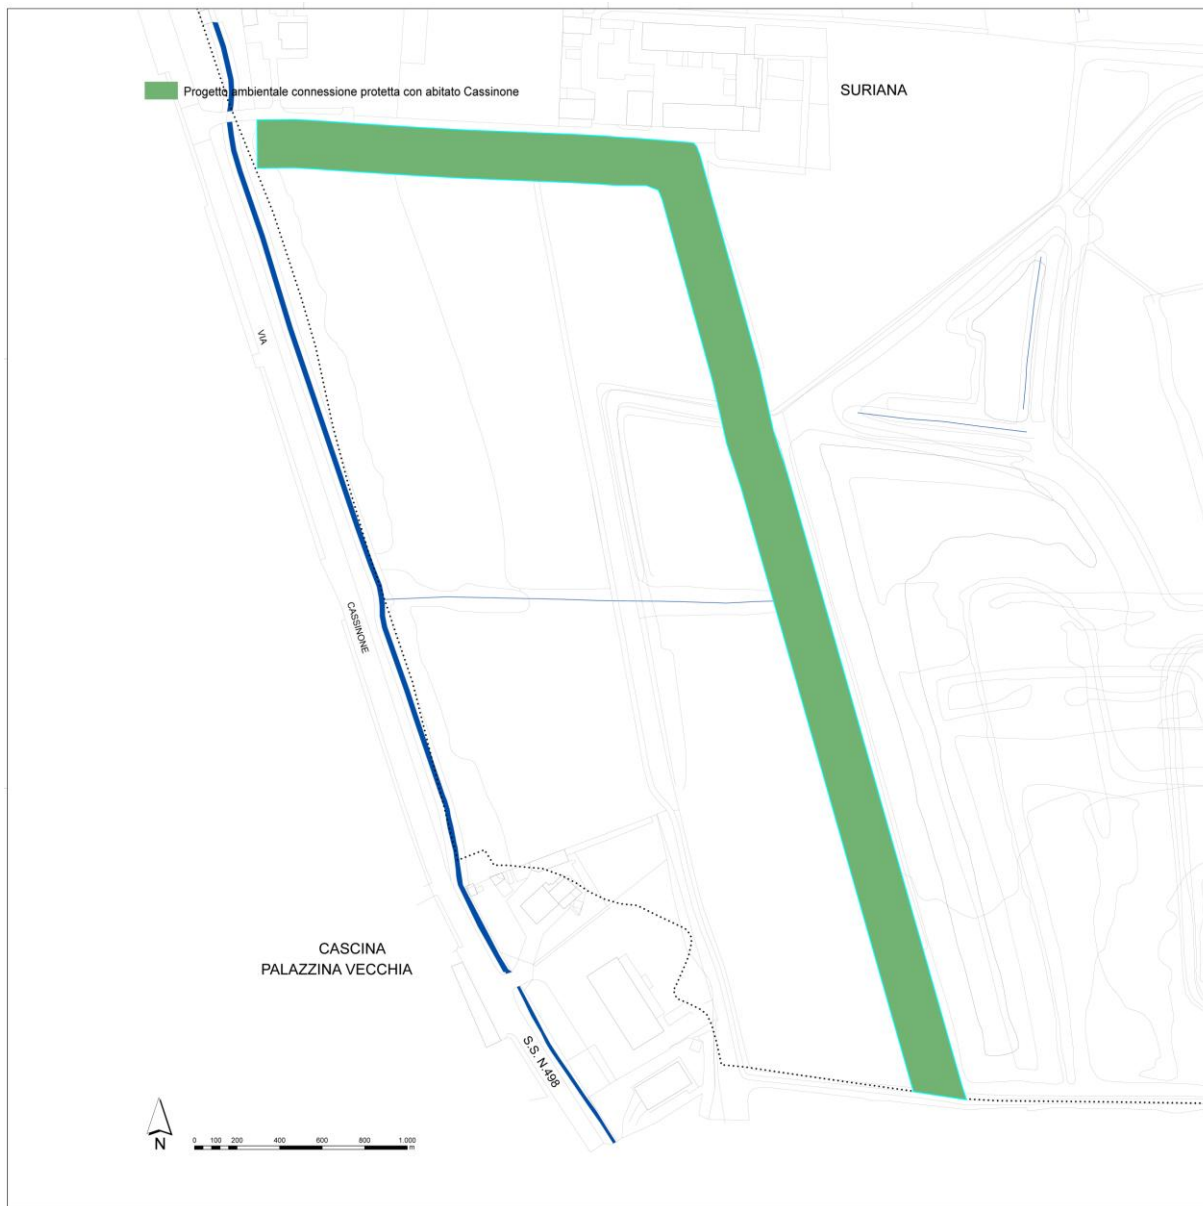 Progetto ambientale connessione protetta con abitato Cassinone
SURIANA
VIA
CASSINONE
CASCINA
PALAZZINA VECCHIA
S.S. N.498
N
0 100 200 400 600 800 1.000
m